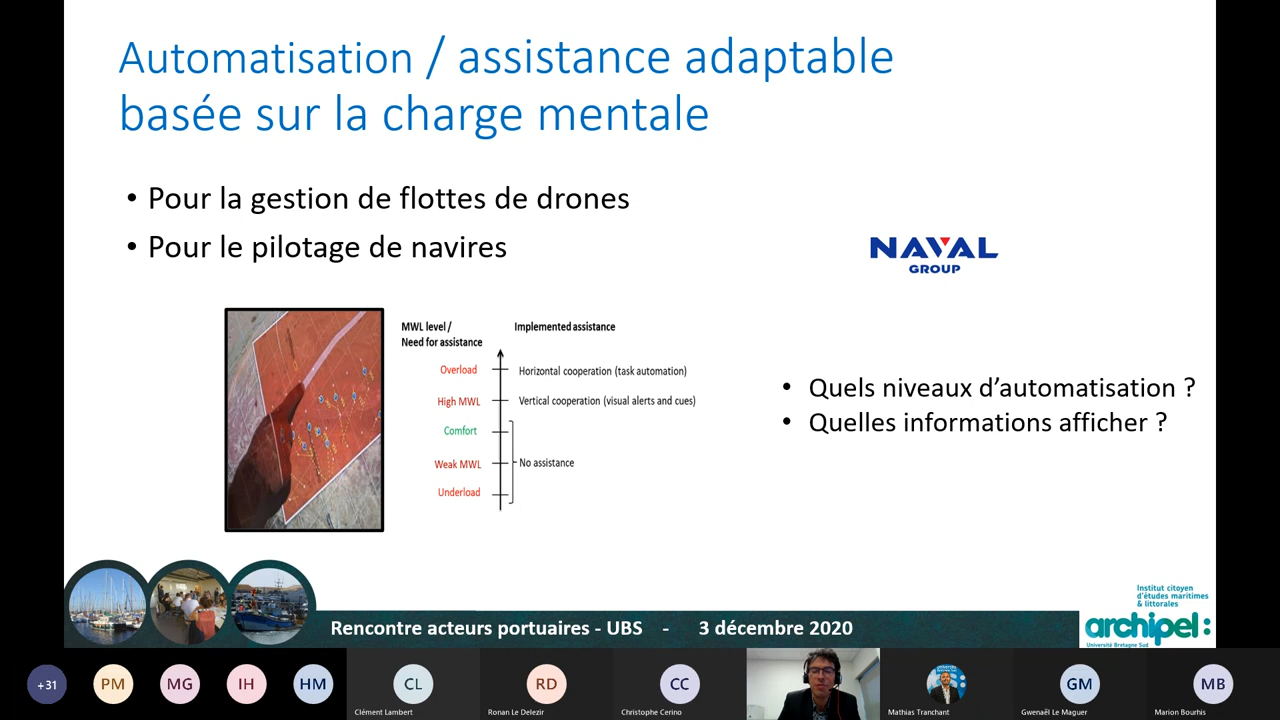 Automatisation / assistance adaptable
basée sur la charge mentale
• Pour la gestion de flottes de drones
• Pour le pilotage de navires
NAVAL
GROUP
MWL level /
Need for assistance
Implemented assistance
Overload
Horizontal cooperation (task automation)
High MWL
Vertical cooperation (visual alerts and cues)
Comfort
Weak MWL
No assistance
Underload
• Quels niveaux d’automatisation ?
• Quelles informations afficher ?
Institut citoyen
d'études maritimes
& littorales
archipel:
Université Bretagne Sud
Rencontre acteurs portuaires - UBS - 3 décembre 2020
+31
PM
MG
IH
HM
CL
Clément Lambert
RD
Ronan Le Delezir
CC
Christophe Cerino
Mathias Tranchant
GM
Gwenaël Le Maguer
MB
Marion Bourhis